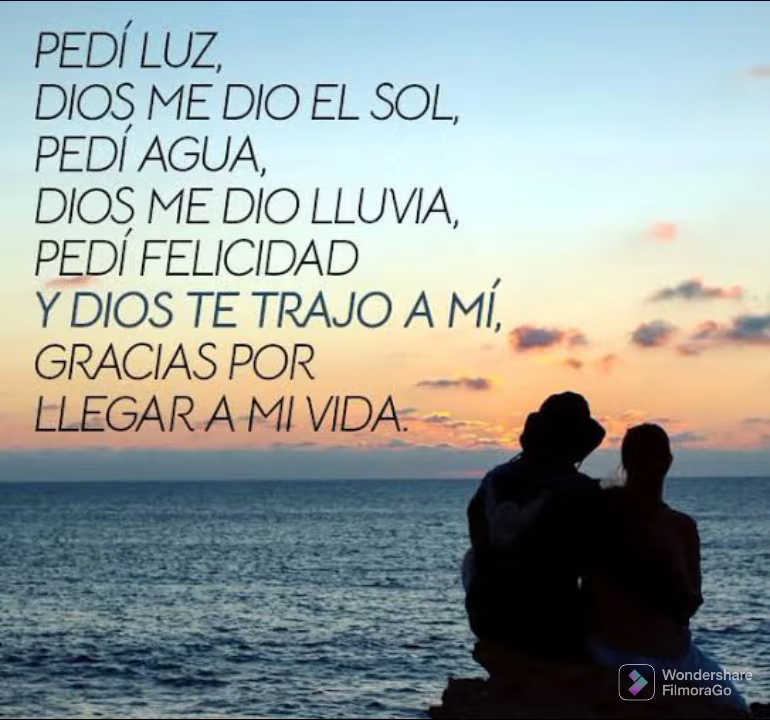 PEDÍ LUZ,
DIOS ME DIO EL SOL,
PEDÍ AGUA,
DIOS ME DIO LLUVIA,
PEDÍ FELICIDAD
Y DIOS TE TRAJO A MÍ,
GRACIAS POR
LLEGAR A MI VIDA.
Wondershare
FilmoraGo